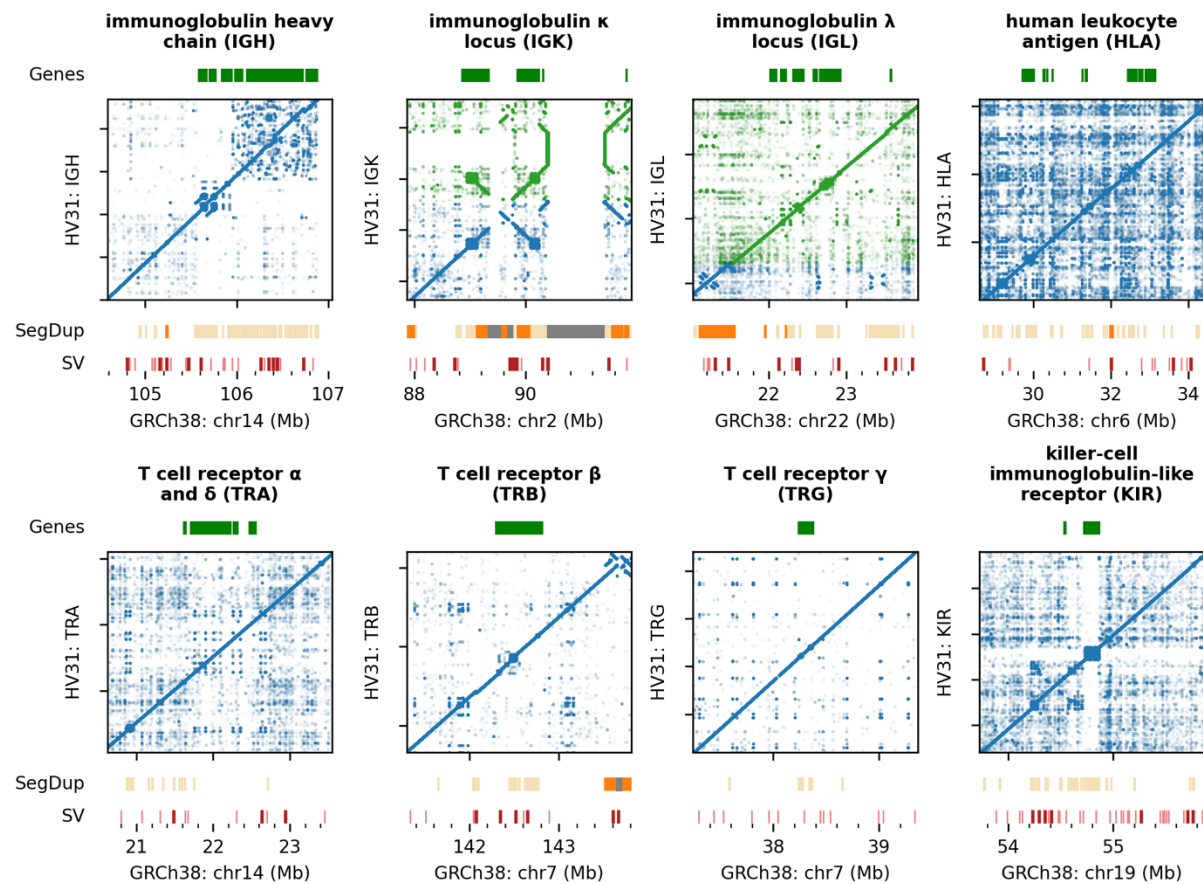 immunoglobulin heavy
chain (IGH)
immunoglobulin κ
locus (IGK)
immunoglobulin λ
locus (IGL)
human leukocyte
antigen (HLA)
Genes
HV31: IGH
HV31: IGK
HV31: IGL
HV31: HLA
SegDup
SV
105 106 107
88 90
22 23
30 32 34
GRCh38: chr14 (Mb)
GRCh38: chr2 (Mb)
GRCh38: chr22 (Mb)
GRCh38: chr6 (Mb)
T cell receptor α
and δ (TRA)
T cell receptor β
(TRB)
T cell receptor γ
(TRG)
killer-cell
immunoglobulin-like
receptor (KIR)
Genes
HV31: TRA
HV31: TRB
HV31: TRG
HV31: KIR
SegDup
SV
21 22 23
142 143
38 39
54 55
GRCh38: chr14 (Mb)
GRCh38: chr7 (Mb)
GRCh38: chr7 (Mb)
GRCh38: chr19 (Mb)